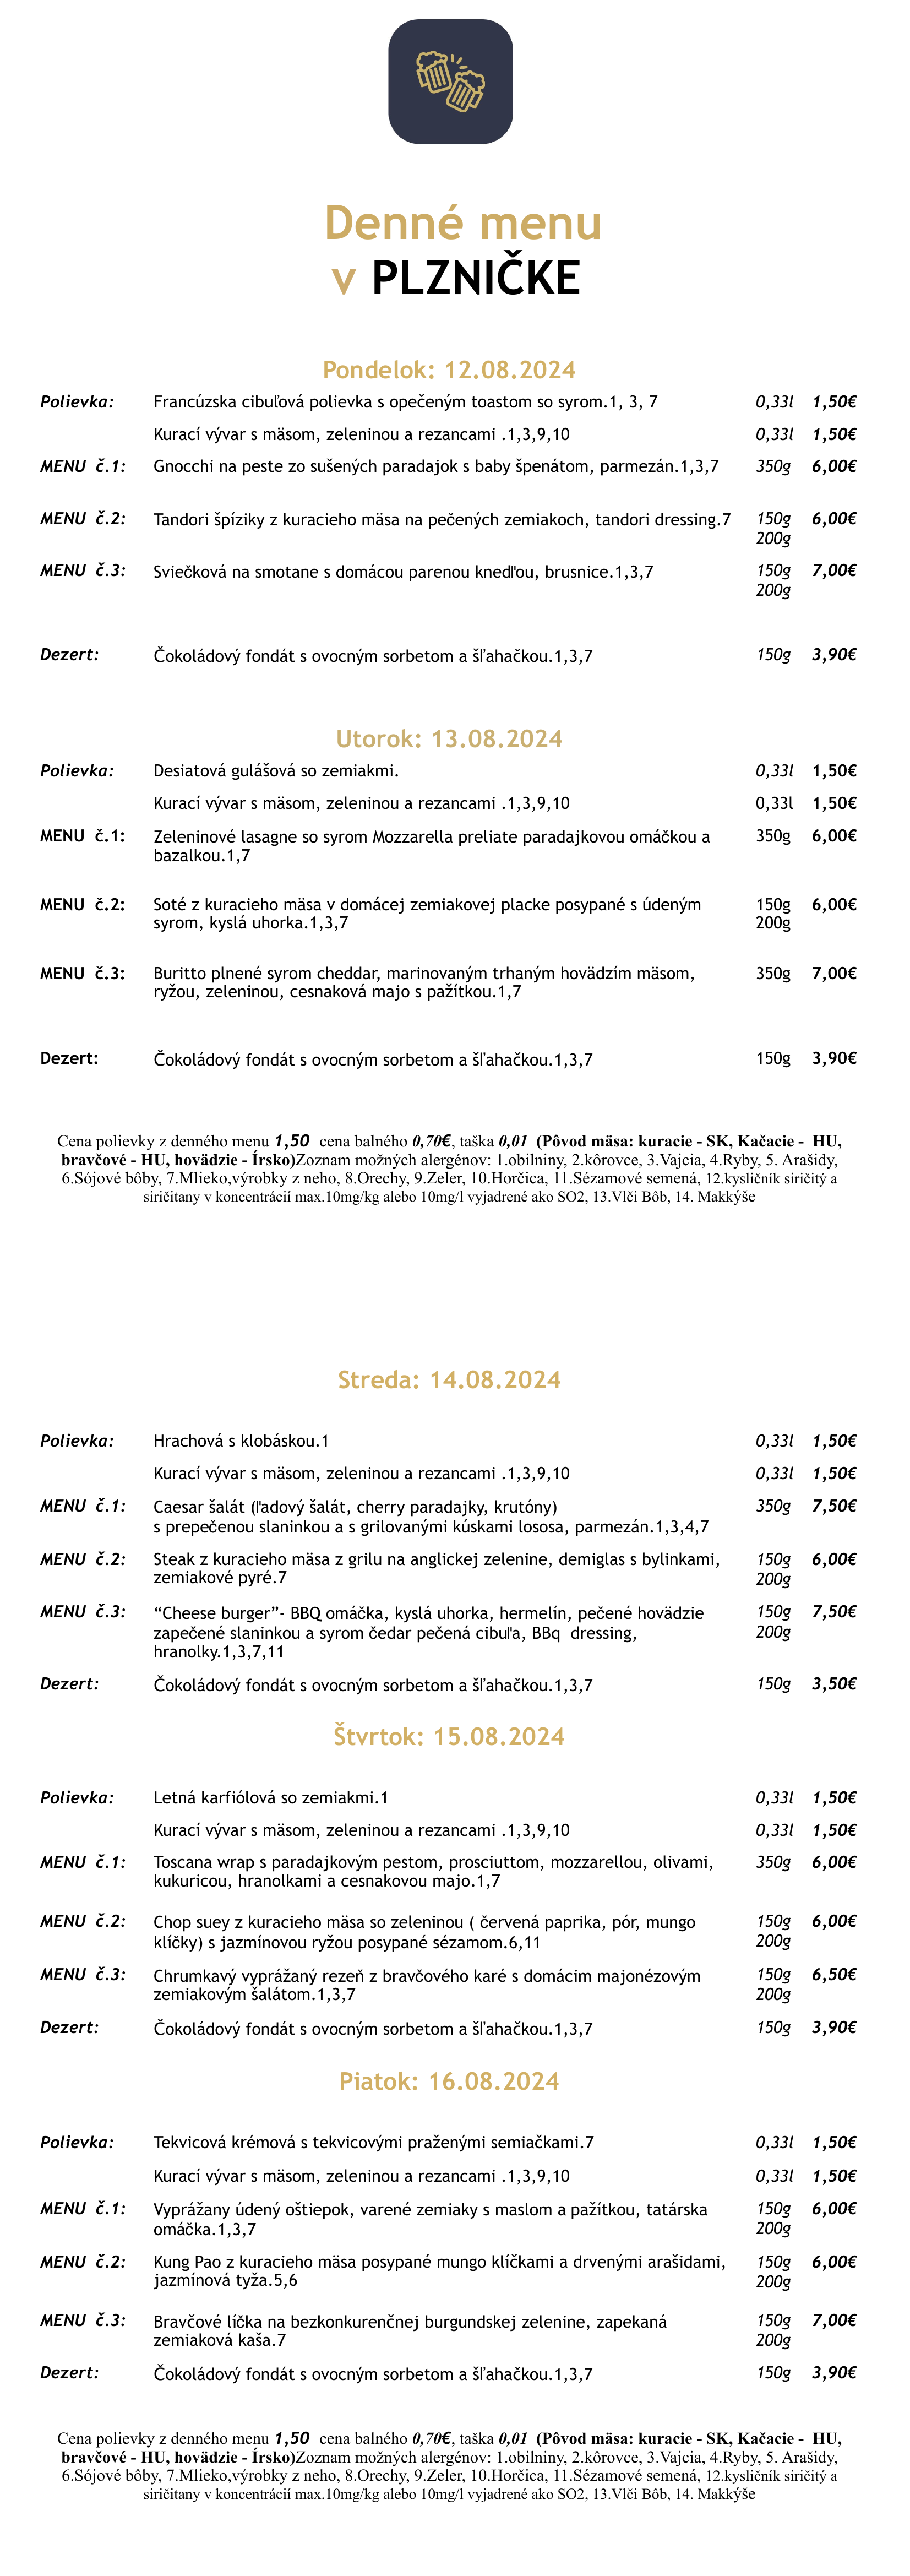 Denné menu
v PLZNIČKE
Pondelok: 12.08.2024
Polievka: Francúzska cibuľová polievka s opečeným toastom so syrom.1, 3, 7 0,33l 1,50€
Kurací vývar s mäsom, zeleninou a rezancami .1,3,9,10 0,33l 1,50€
MENU č.1: Gnocchi na peste zo sušených paradajok s baby špenátom, parmezán.1,3,7 350g 6,00€
MENU č.2: Tandori špíziky z kuracieho mäsa na pečených zemiakoch, tandori dressing.7 150g 6,00€
200g
MENU č.3: Sviečková na smotane s domácou parenou knedľou, brusnice.1,3,7 150g 7,00€
200g
Dezert: Čokoládový fondát s ovocným sorbetom a šľahačkou.1,3,7 150g 3,90€
Utorok: 13.08.2024
Polievka: Desiatová gulášová so zemiakmi. 0,33l 1,50€
Kurací vývar s mäsom, zeleninou a rezancami .1,3,9,10 0,33l 1,50€
MENU č.1: Zeleninové lasagne so syrom Mozzarella preliate paradajkovou omáčkou a 350g 6,00€
bazalkou.1,7
MENU č.2: Soté z kuracieho mäsa v domácej zemiakovej placke posypané s údeným 150g 6,00€
syrom, kyslá uhorka.1,3,7 200g
MENU č.3: Buritto plnené syrom cheddar, marinovaným trhaným hovädzím mäsom, 350g 7,00€
ryžou, zeleninou, cesnaková majo s pažítkou.1,7
Dezert: Čokoládový fondát s ovocným sorbetom a šľahačkou.1,3,7 150g 3,90€
Cena polievky z denného menu 1,50 cena balného 0,70€, taška 0,01 (Pôvod mäsa: kuracie - SK, Kačacie - HU,
bravčové - HU, hovädzie - Írsko)Zoznam možných alergénov: 1.obilniny, 2.kôrovce, 3.Vajcia, 4.Ryby, 5. Arašidy,
6.Sójové bôby, 7.Mlieko,výrobky z neho, 8.Orechy, 9.Zeler, 10.Horčica, 11.Sézamové semená, 12.kysličník siričitý a
siričitany v koncentrácií max.10mg/kg alebo 10mg/l vyjadrené ako SO2, 13.Vlči Bôb, 14. Makkýše
Streda: 14.08.2024
Polievka: Hrachová s klobáskou.1 0,33l 1,50€
Kurací vývar s mäsom, zeleninou a rezancami .1,3,9,10 0,33l 1,50€
MENU č.1: Caesar šalát (ľadový šalát, cherry paradajky, krutóny) 350g 7,50€
s prepečenou slaninkou a s grilovanými kúskami lososa, parmezán.1,3,4,7
MENU č.2: Steak z kuracieho mäsa z grilu na anglickej zelenine, demiglas s bylinkami, 150g 6,00€
zemiakové pyré.7 200g
MENU č.3: “Cheese burger”- BBQ omáčka, kyslá uhorka, hermelín, pečené hovädzie 150g 7,50€
zapečené slaninkou a syrom čedar pečená cibuľa, BBq dressing, 200g
hranolky.1,3,7,11
Dezert: Čokoládový fondát s ovocným sorbetom a šľahačkou.1,3,7 150g 3,50€
Štvrtok: 15.08.2024
Polievka: Letná karfiólová so zemiakmi.1 0,33l 1,50€
Kurací vývar s mäsom, zeleninou a rezancami .1,3,9,10 0,33l 1,50€
MENU č.1: Toscana wrap s paradajkovým pestom, prosciuttom, mozzarellou, olivami, 350g 6,00€
kukuricou, hranolkami a cesnakovou majo.1,7
MENU č.2: Chop suey z kuracieho mäsa so zeleninou ( červená paprika, pór, mungo 150g 6,00€
klíčky) s jazmínovou ryžou posypané sézamom.6,11 200g
MENU č.3: Chrumkavý vyprážaný rezeň z bravčového karé s domácim majonézovým 150g 6,50€
zemiakovým šalátom.1,3,7 200g
Dezert: Čokoládový fondát s ovocným sorbetom a šľahačkou.1,3,7 150g 3,90€
Piatok: 16.08.2024
Polievka: Tekvicová krémová s tekvicovými praženými semiačkami.7 0,33l 1,50€
Kurací vývar s mäsom, zeleninou a rezancami .1,3,9,10 0,33l 1,50€
MENU č.1: Vyprážany údený oštiepok, varené zemiaky s maslom a pažítkou, tatárska 150g 6,00€
omáčka.1,3,7 200g
MENU č.2: Kung Pao z kuracieho mäsa posypané mungo klíčkami a drvenými arašidami, 150g 6,00€
jazmínová tyža.5,6 200g
MENU č.3: Bravčové líčka na bezkonkurenčnej burgundskej zelenine, zapekaná 150g 7,00€
zemiaková kaša.7 200g
Dezert: Čokoládový fondát s ovocným sorbetom a šľahačkou.1,3,7 150g 3,90€
Cena polievky z denného menu 1,50 cena balného 0,70€, taška 0,01 (Pôvod mäsa: kuracie - SK, Kačacie - HU,
bravčové - HU, hovädzie - Írsko)Zoznam možných alergénov: 1.obilniny, 2.kôrovce, 3.Vajcia, 4.Ryby, 5. Arašidy,
6.Sójové bôby, 7.Mlieko,výrobky z neho, 8.Orechy, 9.Zeler, 10.Horčica, 11.Sézamové semená, 12.kysličník siričitý a
siričitany v koncentrácií max.10mg/kg alebo 10mg/l vyjadrené ako SO2, 13.Vlči Bôb, 14. Makkýše